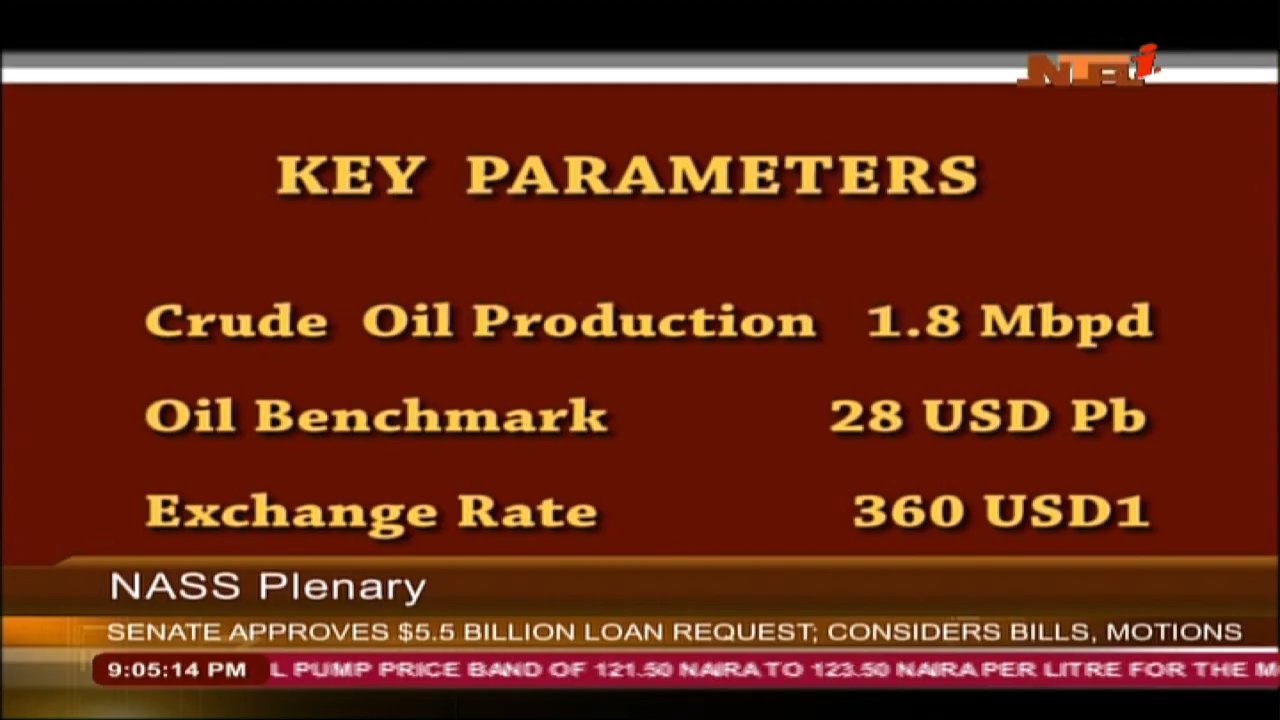 NTAi
KEY PARAMETERS
Crude Oil Production 1.8 Mbpd
Oil Benchmark 28 USD Pb
Exchange Rate 360 USD1
NASS Plenary
SENATE APPROVES $5.5 BILLION LOAN REQUEST; CONSIDERS BILLS, MOTIONS
9:05:14 PM L PUMP PRICE BAND OF 121.50 NAIRA TO 123.50 NAIRA PER LITRE FOR THE M